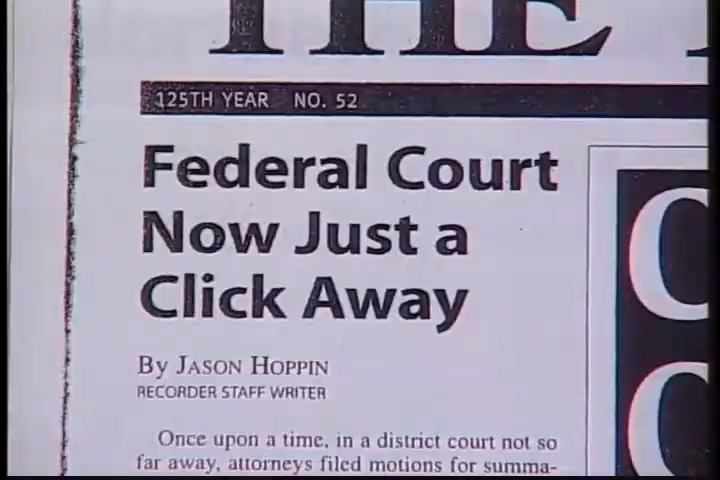 THE
125TH YEAR NO. 52
Federal Court
Now Just a
Click Away
By JASON HOPPIN
RECORDER STAFF WRITER
Once upon a time, in a district court not so
far away, attorneys filed motions for summa-